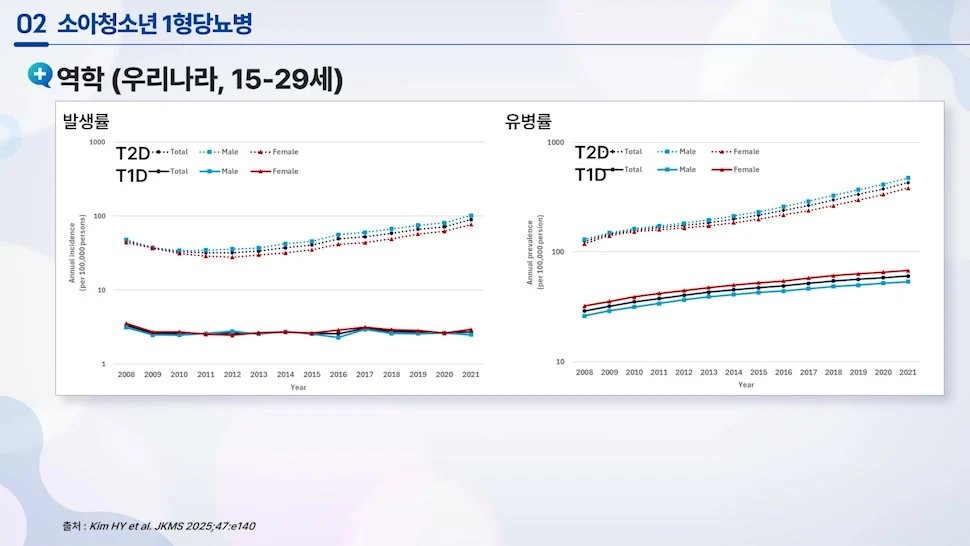 02 소아청소년 1형당뇨병
역학 (우리나라, 15-29세)
발생률
1000
T2D Total Male Female
T1D Total Male Female
100
10
1
Annual incidence
(per 100,000 persons)
2008 2009 2010 2011 2012 2013 2014 2015 2016 2017 2018 2019 2020 2021
Year
유병률
1000
T2D Total Male Female
T1D Total Male Female
100
10
Annual prevalence
(per 100,000 persion)
2008 2009 2010 2011 2012 2013 2014 2015 2016 2017 2018 2019 2020 2021
Year
출처 : Kim HY et al. JKMS 2025;47:e140